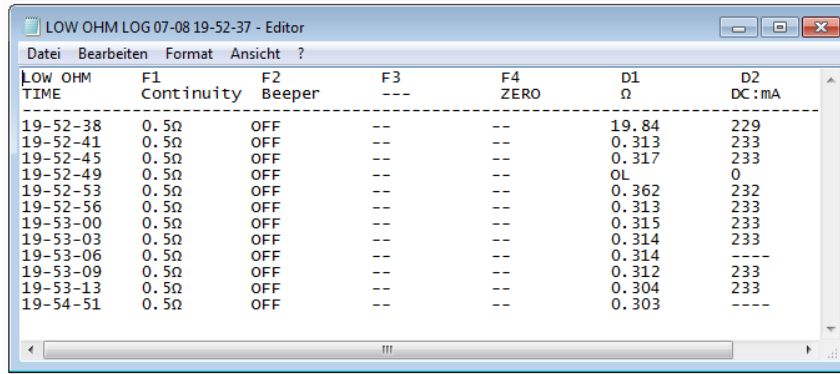 LOW OHM LOG 07-08 19-52-37 - Editor
Datei Bearbeiten Format Ansicht ?
LOW OHM F1 F2 F3 F4 D1 D2
TIME Continuity Beeper --- ZERO Ω DC:mA
--------------------------------------------------------------------------------
19-52-38 0.5Ω OFF -- -- 19.84 229
19-52-41 0.5Ω OFF -- -- 0.313 233
19-52-45 0.5Ω OFF -- -- 0.317 233
19-52-49 0.5Ω OFF -- -- OL 0
19-52-53 0.5Ω OFF -- -- 0.362 232
19-52-56 0.5Ω OFF -- -- 0.313 233
19-53-00 0.5Ω OFF -- -- 0.315 233
19-53-03 0.5Ω OFF -- -- 0.314 233
19-53-06 0.5Ω OFF -- -- 0.314 ----
19-53-09 0.5Ω OFF -- -- 0.312 233
19-53-13 0.5Ω OFF -- -- 0.304 233
19-54-51 0.5Ω OFF -- -- 0.303 ----